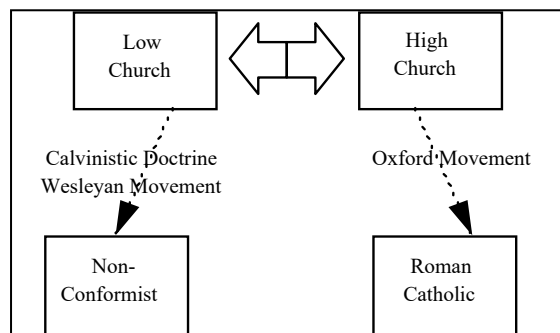 Low
Church
High
Church
Calvinistic Doctrine
Wesleyan Movement
Oxford Movement
Non-
Conformist
Roman
Catholic